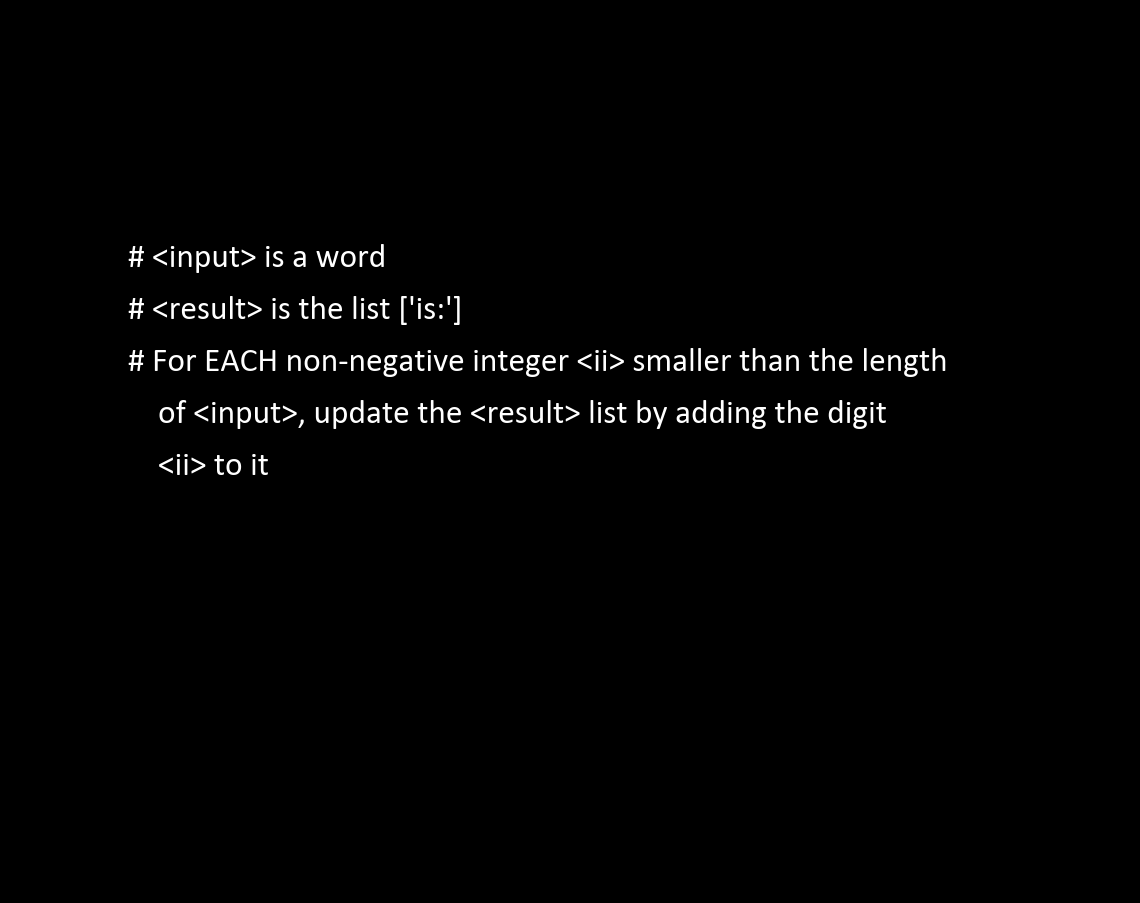 # <input> is a word
# <result> is the list ['is:']
# For EACH non-negative integer <ii> smaller than the length
of <input>, update the <result> list by adding the digit
<ii> to it